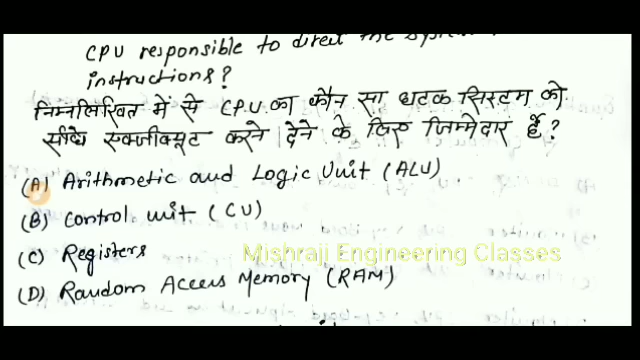 CPU responsible to direct the system
instructions?
निम्नलिखित में से CPU का कौन सा घटक सिस्टम को
करने देने के लिए जिम्मेदार है?
(A) Arithmetic and Logic Unit (ALU)
(B) Control unit (CU)
(C) Registers
Mishraji Engineering Classes
(D) Random Access Memory (RAM)